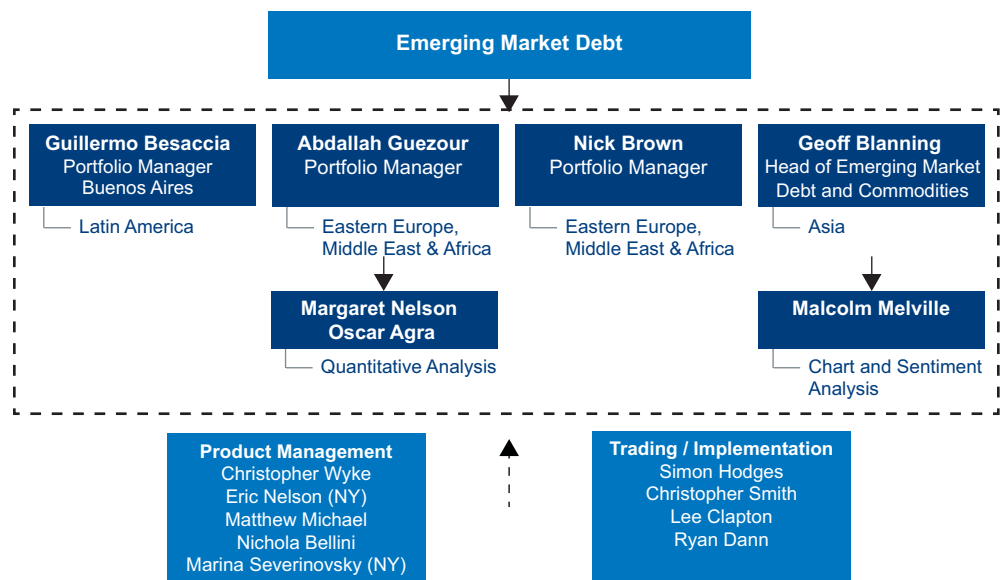 Emerging Market Debt
Guillermo Besaccia
Portfolio Manager
Buenos Aires
Latin America
Abdallah Guezour
Portfolio Manager
Eastern Europe,
Middle East & Africa
Margaret Nelson
Oscar Agra
Quantitative Analysis
Nick Brown
Portfolio Manager
Eastern Europe,
Middle East & Africa
Geoff Blanning
Head of Emerging Market
Debt and Commodities
Asia
Malcolm Melville
Chart and Sentiment
Analysis
Product Management
Christopher Wyke
Eric Nelson (NY)
Matthew Michael
Nichola Bellini
Marina Severinovsky (NY)
Trading / Implementation
Simon Hodges
Christopher Smith
Lee Clapton
Ryan Dann